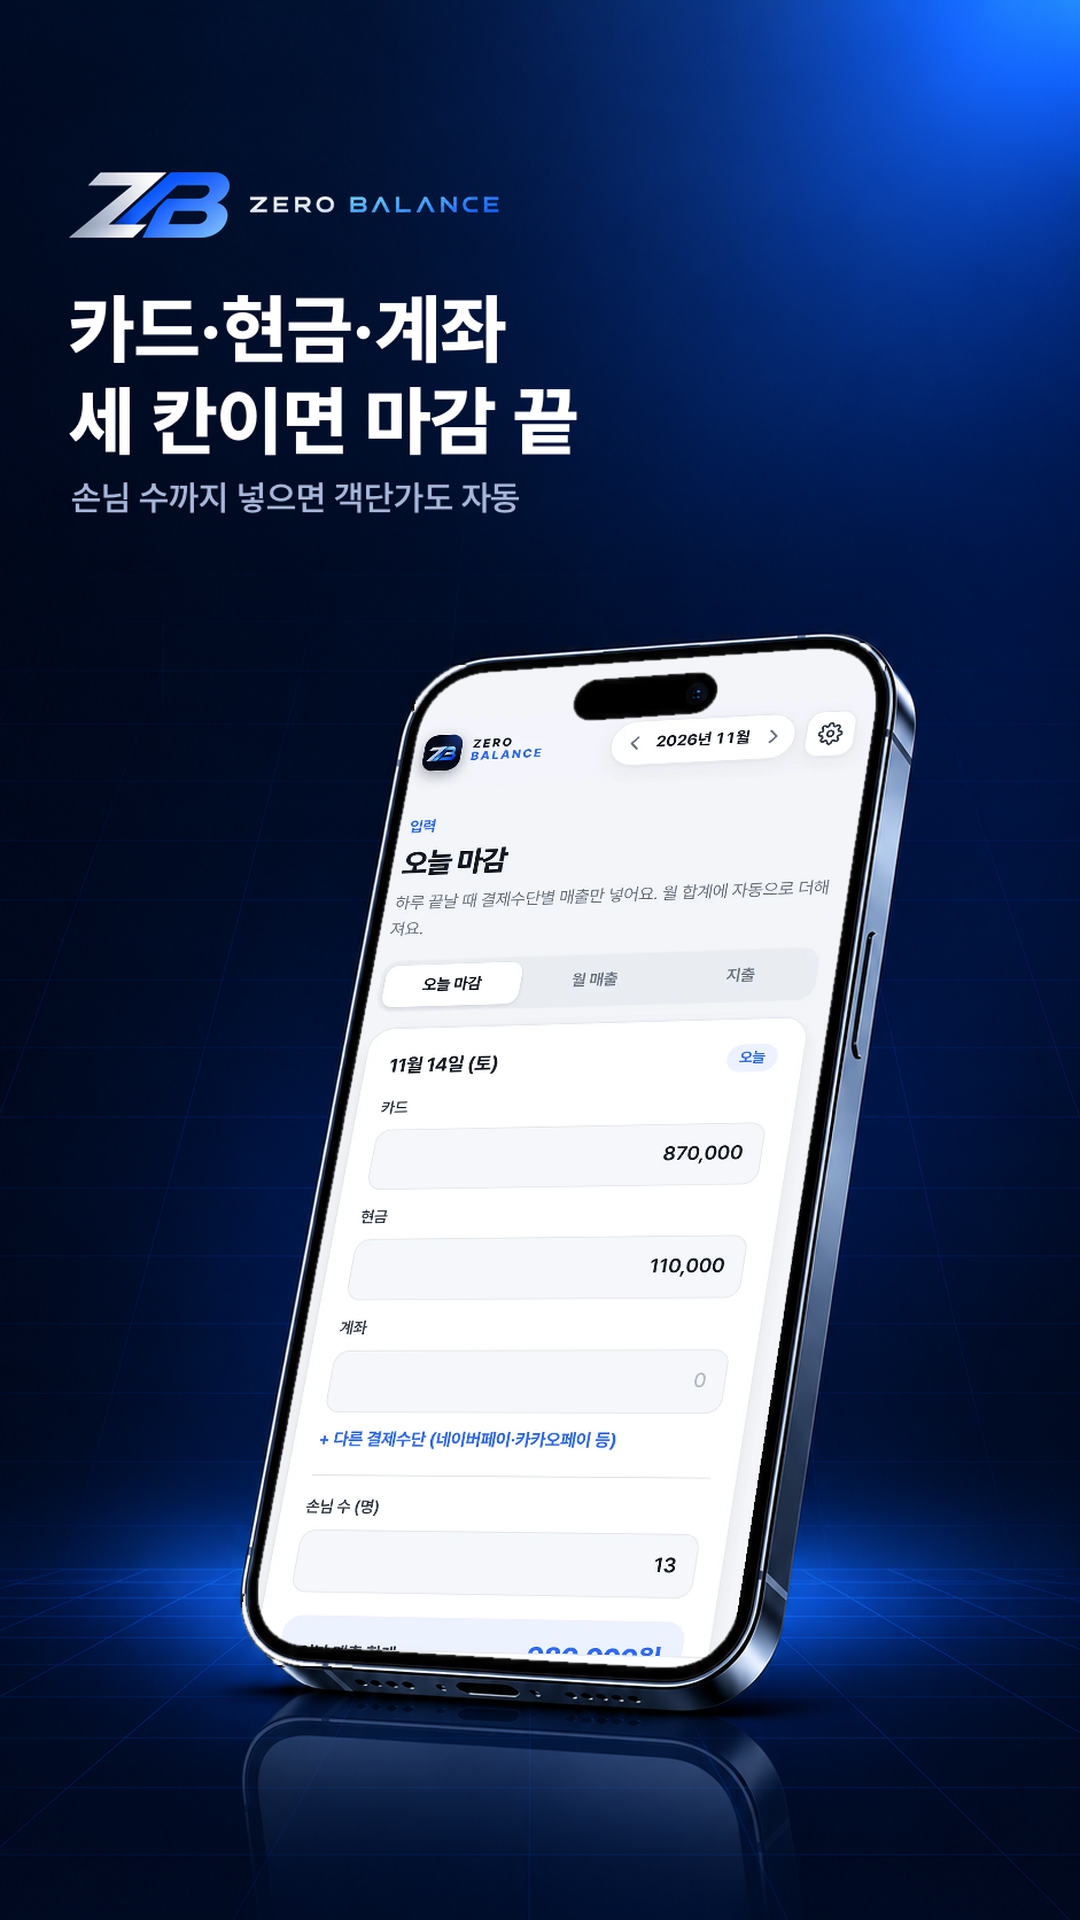 ZB ZERO BALANCE
카드·현금·계좌
세 칸이면 마감 끝
손님 수까지 넣으면 객단가도 자동
ZB ZERO BALANCE
2026년 11월
입력
오늘 마감
하루 끝날 때 결제수단별 매출만 넣어요. 월 합계에 자동으로 더해
져요.
오늘 마감 월 매출 지출
11월 14일 (토) 오늘
카드
870,000
현금
110,000
계좌
0
+ 다른 결제수단 (네이버페이·카카오페이 등)
손님 수 (명)
13